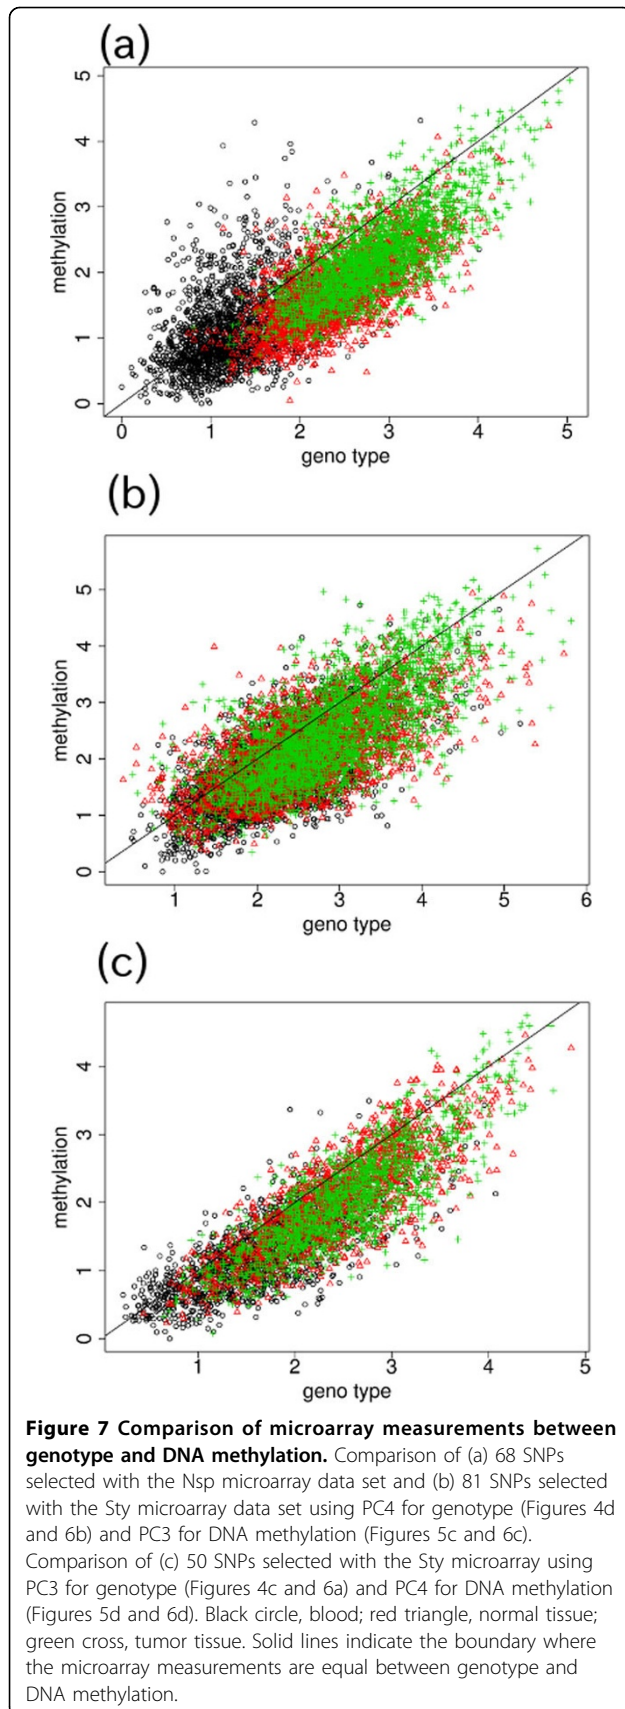 (a)
5
4
3
2
1
0
methylation
0 1 2 3 4 5
geno type
(b)
5
4
3
2
1
0
methylation
1 2 3 4 5 6
geno type
(c)
4
3
2
1
0
methylation
1 2 3 4 5
geno type
Figure 7 Comparison of microarray measurements between
genotype and DNA methylation. Comparison of (a) 68 SNPs
selected with the Nsp microarray data set and (b) 81 SNPs selected
with the Sty microarray data set using PC4 for genotype (Figures 4d
and 6b) and PC3 for DNA methylation (Figures 5c and 6c).
Comparison of (c) 50 SNPs selected with the Sty microarray using
PC3 for genotype (Figures 4c and 6a) and PC4 for DNA methylation
(Figures 5d and 6d). Black circle, blood; red triangle, normal tissue;
green cross, tumor tissue. Solid lines indicate the boundary where
the microarray measurements are equal between genotype and
DNA methylation.